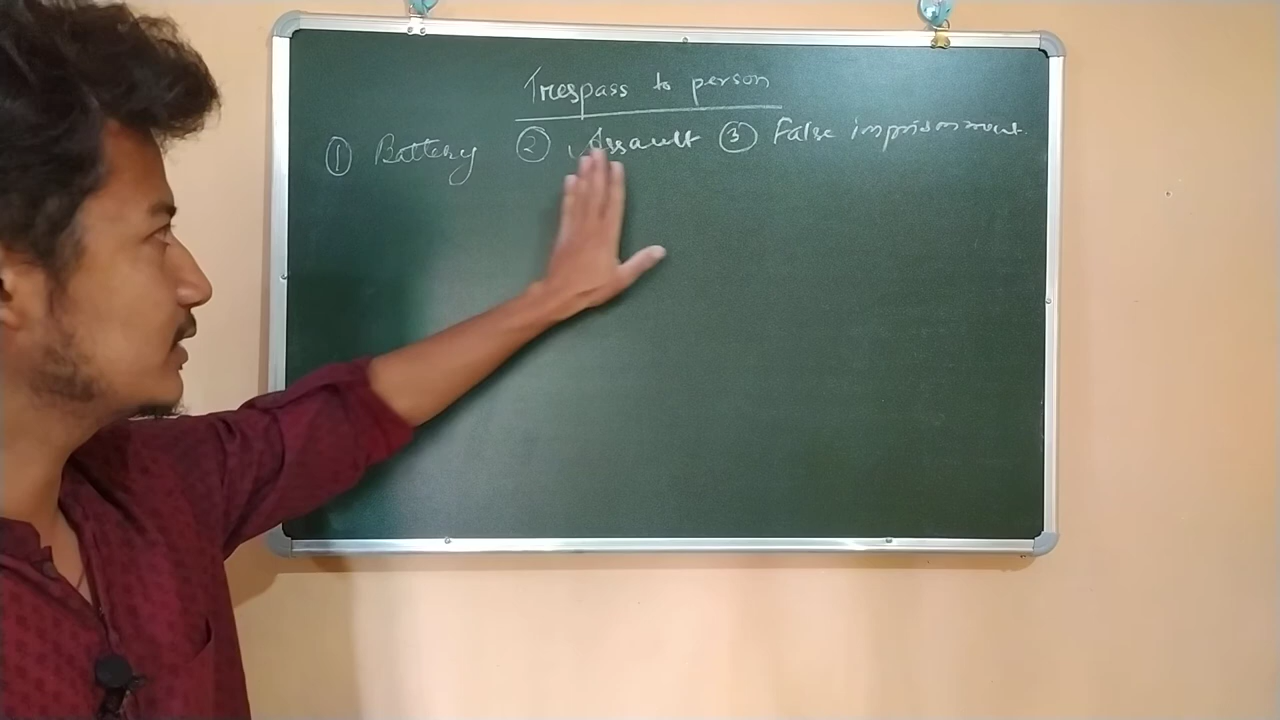 Trespass to person
① Battery ② Assault ③ False imprisonment